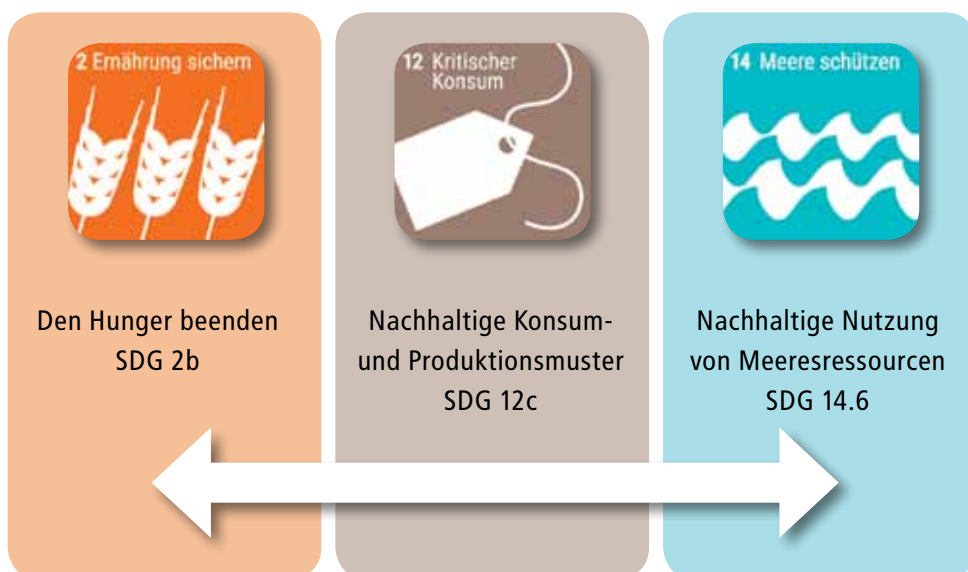 2 Ernährung sichern
Den Hunger beenden
SDG 2b
12 Kritischer
Konsum
Nachhaltige Konsum-
und Produktionsmuster
SDG 12c
14 Meere schützen
Nachhaltige Nutzung
von Meeresressourcen
SDG 14.6